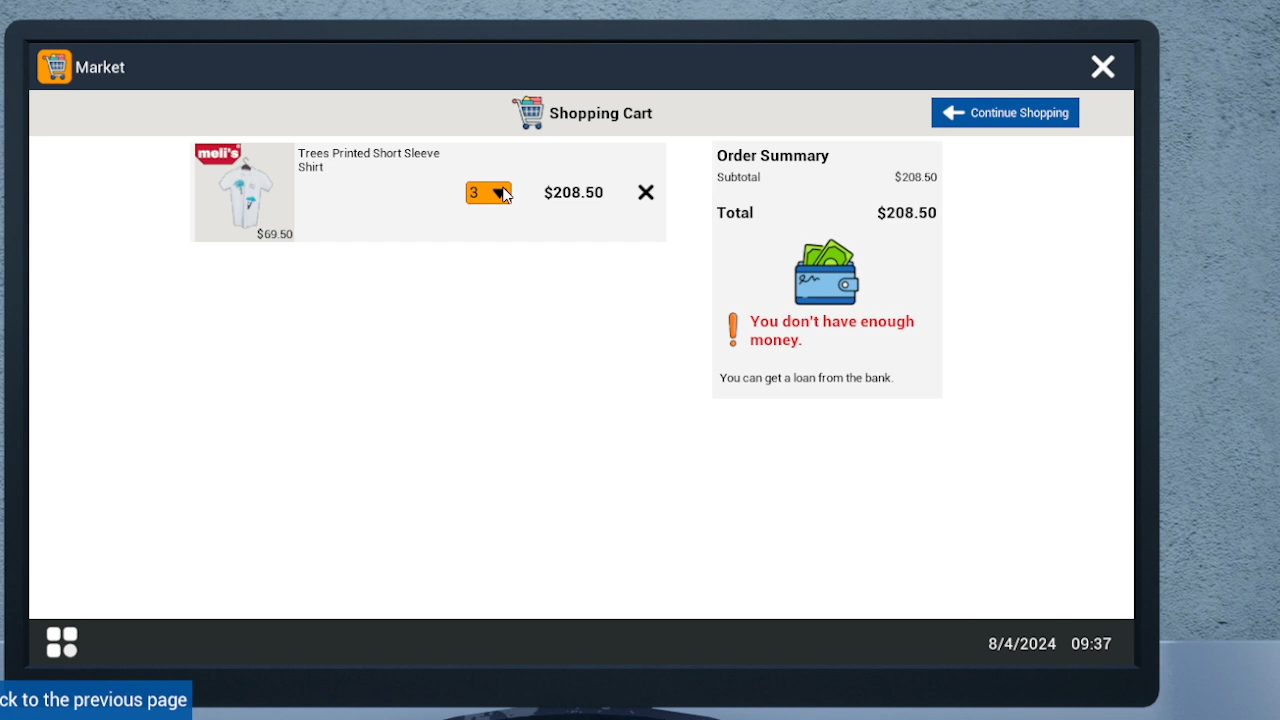 Market
Shopping Cart
Continue Shopping
meli's
Trees Printed Short Sleeve
Shirt
3
$208.50
$69.50
Order Summary
Subtotal $208.50
Total $208.50
You don't have enough
money.
You can get a loan from the bank.
8/4/2024 09:37
ck to the previous page